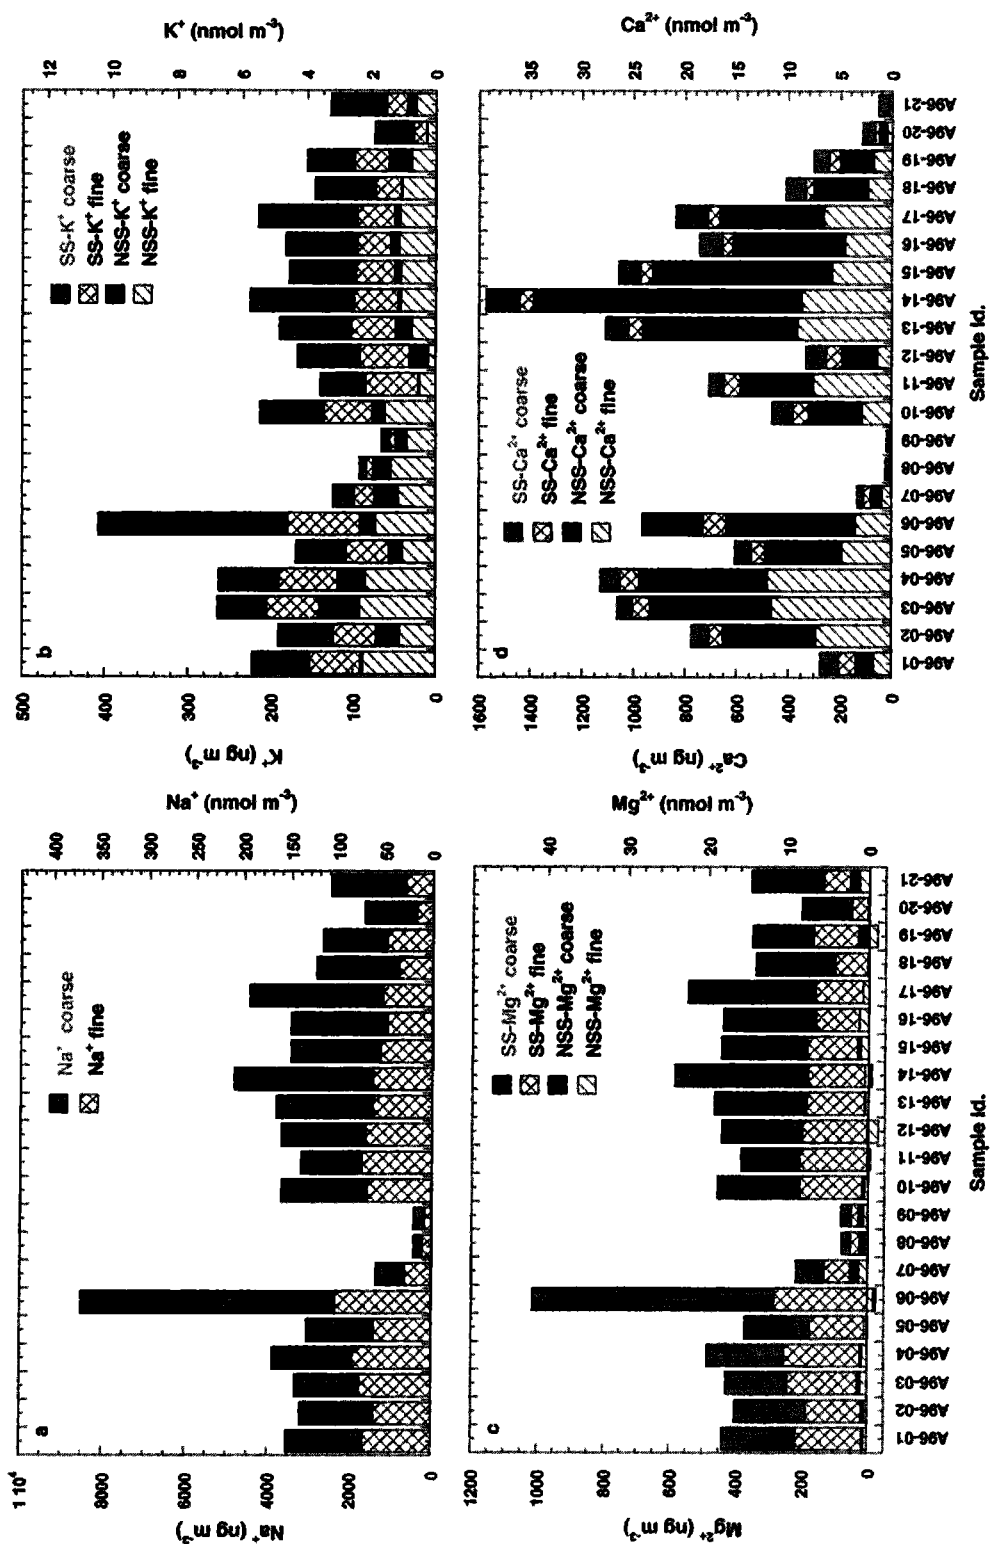 a
Na⁺ coarse
Na⁺ fine
Na⁺ (ng m⁻³)
1 10⁴
8000
6000
4000
2000
0
Na⁺ (nmol m⁻³)
400
350
300
250
200
150
100
50
0
b
SS-K⁺ coarse
SS-K⁺ fine
NSS-K⁺ coarse
NSS-K⁺ fine
K⁺ (ng m⁻³)
500
400
300
200
100
0
K⁺ (nmol m⁻³)
12
10
8
6
4
2
0
c
SS-Mg²⁺ coarse
SS-Mg²⁺ fine
NSS-Mg²⁺ coarse
NSS-Mg²⁺ fine
Mg²⁺ (ng m⁻³)
1200
1000
800
600
400
200
0
Mg²⁺ (nmol m⁻³)
40
30
20
10
0
A96-01
A96-02
A96-03
A96-04
A96-05
A96-06
A96-07
A96-08
A96-09
A96-10
A96-11
A96-12
A96-13
A96-14
A96-15
A96-16
A96-17
A96-18
A96-19
A96-20
A96-21
Sample Id.
d
SS-Ca²⁺ coarse
SS-Ca²⁺ fine
NSS-Ca²⁺ coarse
NSS-Ca²⁺ fine
Ca²⁺ (ng m⁻³)
1600
1400
1200
1000
800
600
400
200
0
Ca²⁺ (nmol m⁻³)
35
30
25
20
15
10
5
0
A96-01
A96-02
A96-03
A96-04
A96-05
A96-06
A96-07
A96-08
A96-09
A96-10
A96-11
A96-12
A96-13
A96-14
A96-15
A96-16
A96-17
A96-18
A96-19
A96-20
A96-21
Sample Id.